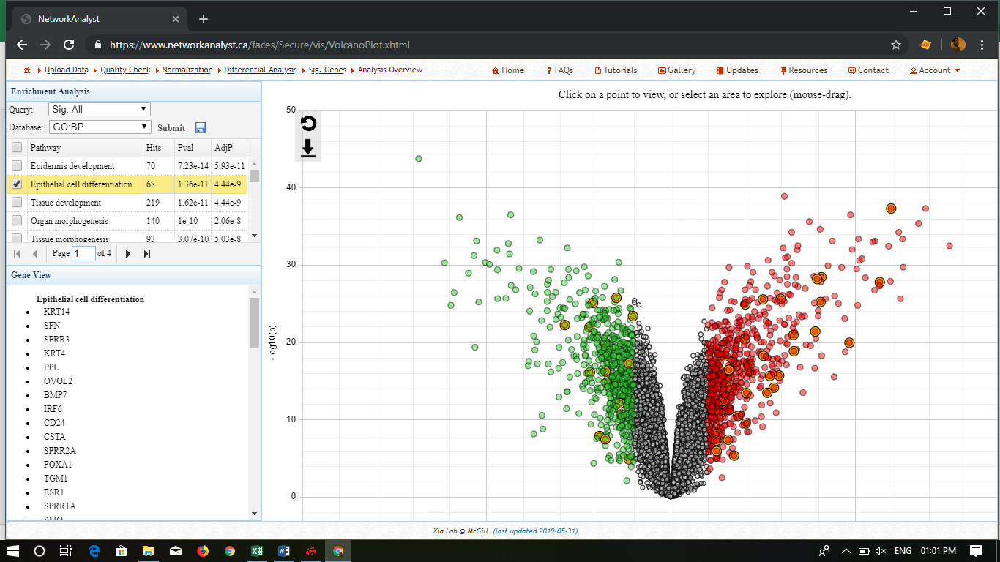 NetworkAnalyst
https://www.networkanalyst.ca/faces/Secure/vis/VolcanoPlot.xhtml
Upload Data Quality Check Normalization Differential Analysis Sig. Genes Analysis Overview Home FAQs Tutorials Gallery Updates Resources Contact Account
Enrichment Analysis
Query: Sig. All
Database: GO:BP Submit
Pathway Hits Pval AdjP
Epidermis development 70 7.23e-14 5.93e-11
Epithelial cell differentiation 68 1.36e-11 4.44e-9
Tissue development 219 1.62e-11 4.44e-9
Organ morphogenesis 140 1e-10 2.06e-8
Tissue morphogenesis 93 3.07e-10 5.03e-8
Page 1 of 4
Gene View
Epithelial cell differentiation
KRT14
SFN
SPRR3
KRT4
PPL
OVOL2
BMP7
IRF6
CD24
CSTA
SPRR2A
FOXA1
TGM1
ESR1
SPRR1A
SMO
Click on a point to view, or select an area to explore (mouse-drag).
50
40
30
20
10
0
-log10(p)
Xia Lab @ McGill (last updated 2019-05-31)
ENG 01:01 PM